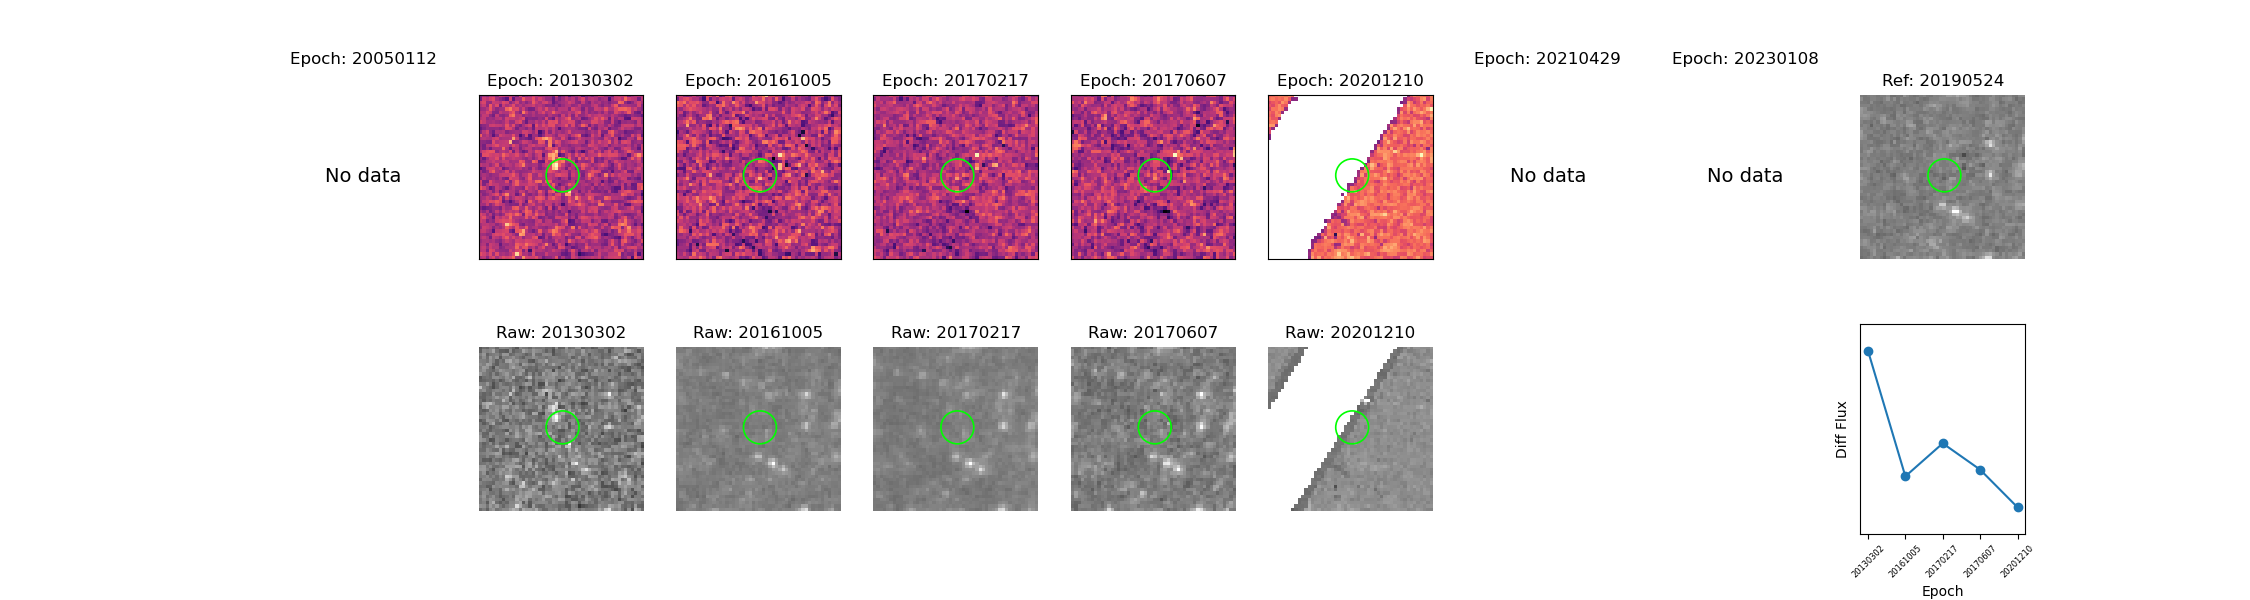 Epoch: 20050112
No data
Epoch: 20130302
Epoch: 20161005
Epoch: 20170217
Epoch: 20170607
Epoch: 20201210
Epoch: 20210429
No data
Epoch: 20230108
No data
Ref: 20190524
Raw: 20130302
Raw: 20161005
Raw: 20170217
Raw: 20170607
Raw: 20201210
Diff Flux
20130302
20161005
20170217
20170607
20201210
Epoch